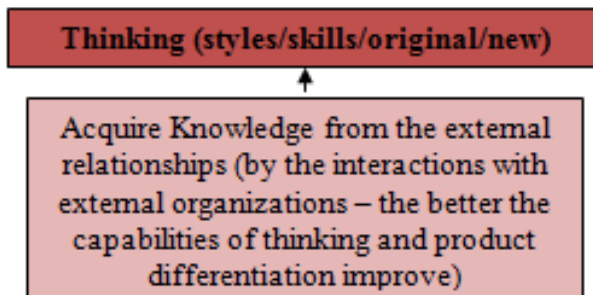 Thinking (styles/skills/original/new)
Acquire Knowledge from the external
relationships (by the interactions with
external organizations – the better the
capabilities of thinking and product
differentiation improve)